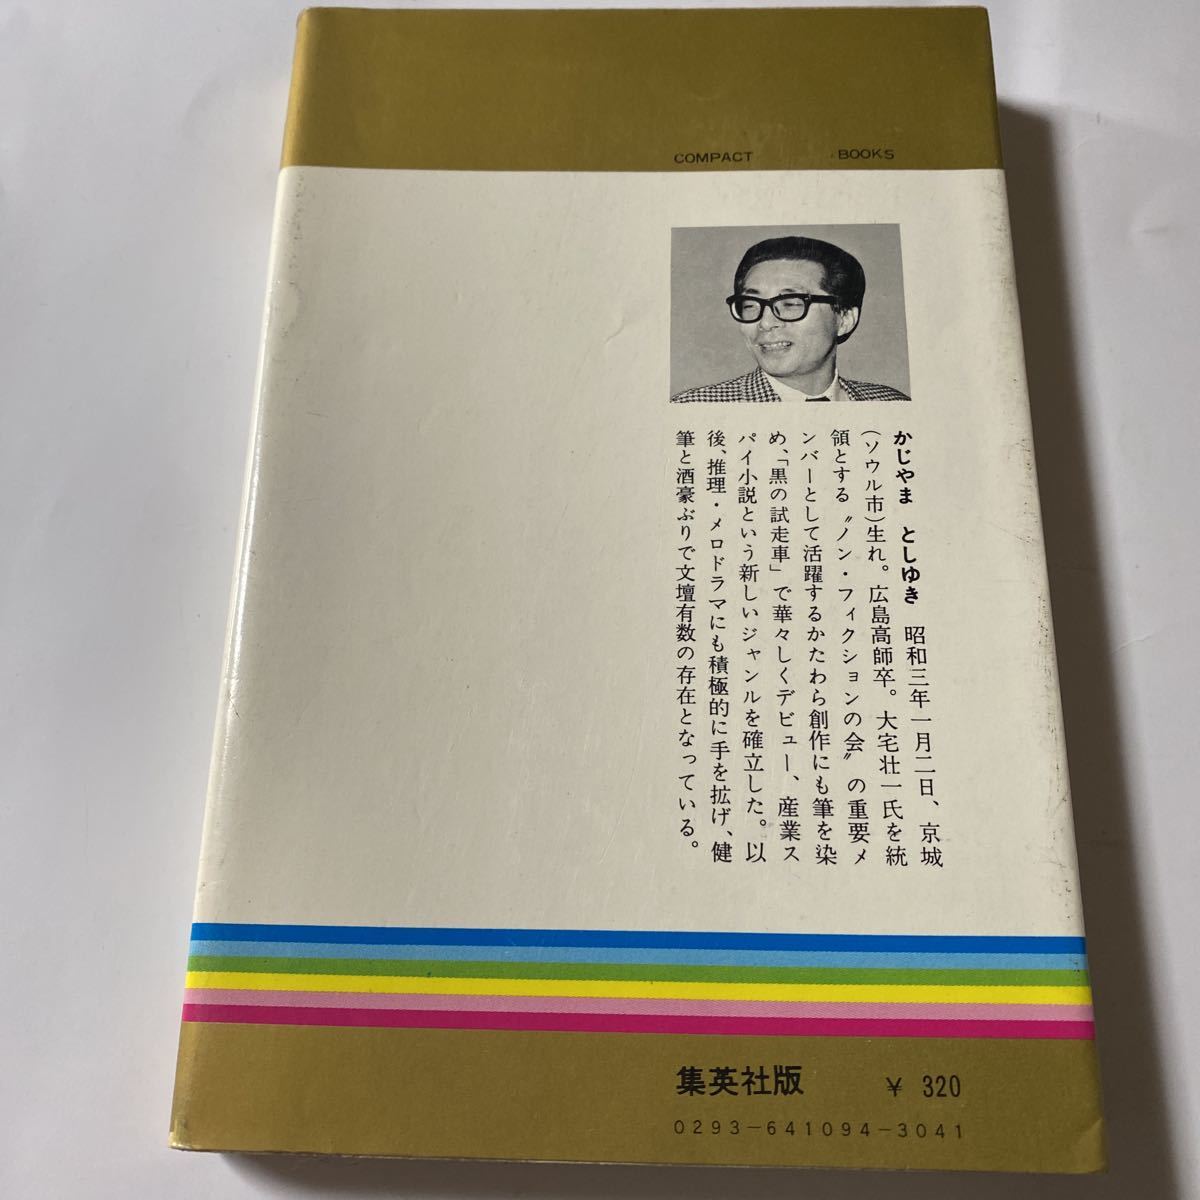 COMPACT BOOKS
かじやま としゆき 昭和三年一月二日、京城
(ソウル市)生れ。広島高師卒。大宅壮一氏を統
領とする〝ノン・フィクションの会〟の重要メ
ンバーとして活躍するかたわら創作にも筆を染
め、「黒の試走車」で華々しくデビュー、産業ス
パイ小説という新しいジャンルを確立した。以
後、推理・メロドラマにも積極的に手を拡げ、健
筆と酒豪ぶりで文壇有数の存在となっている。
集英社版 ¥ 320
0293-641094-3041